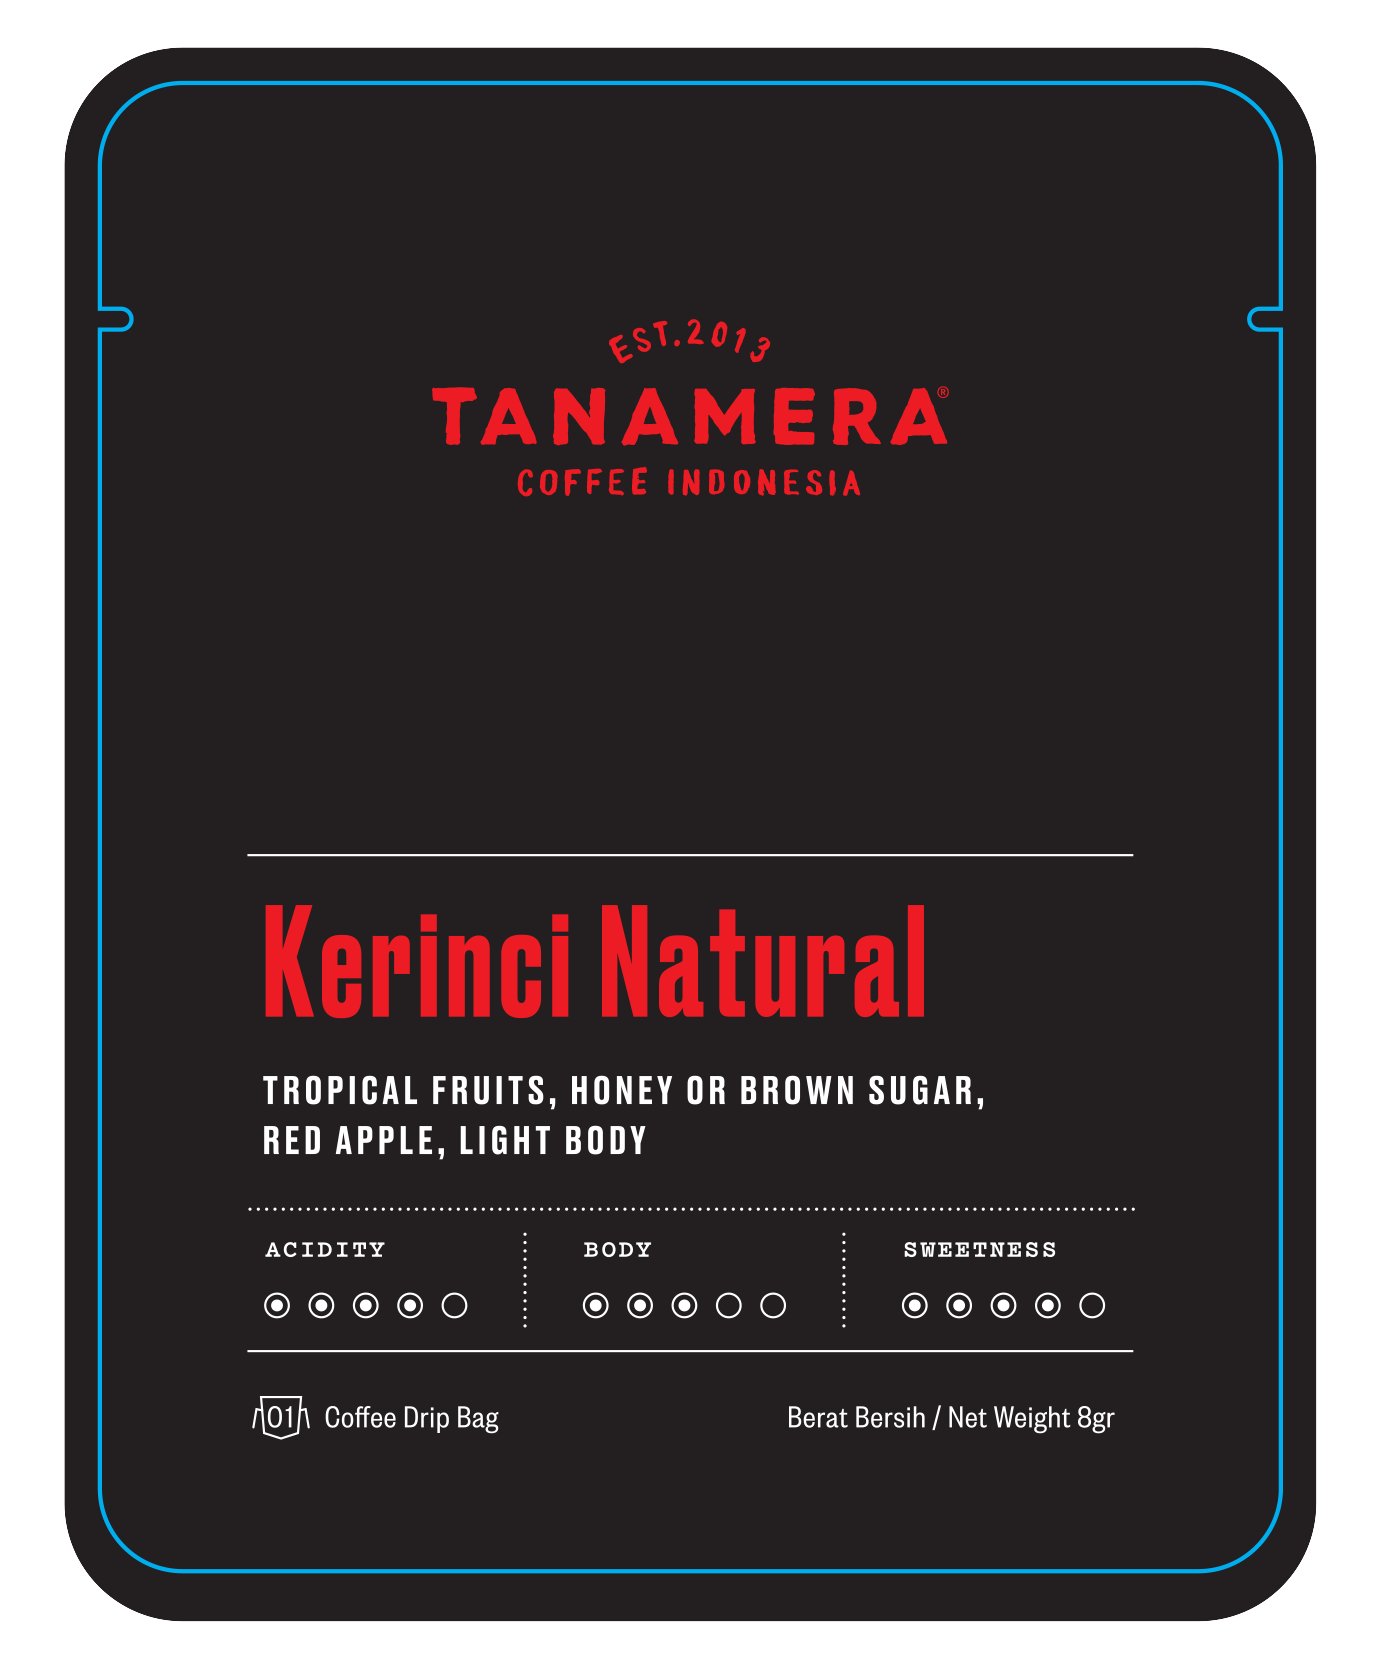 EST.2013
TANAMERA®
COFFEE INDONESIA
Kerinci Natural
TROPICAL FRUITS, HONEY OR BROWN SUGAR,
RED APPLE, LIGHT BODY
ACIDITY
BODY
SWEETNESS
01 Coffee Drip Bag
Berat Bersih / Net Weight 8gr